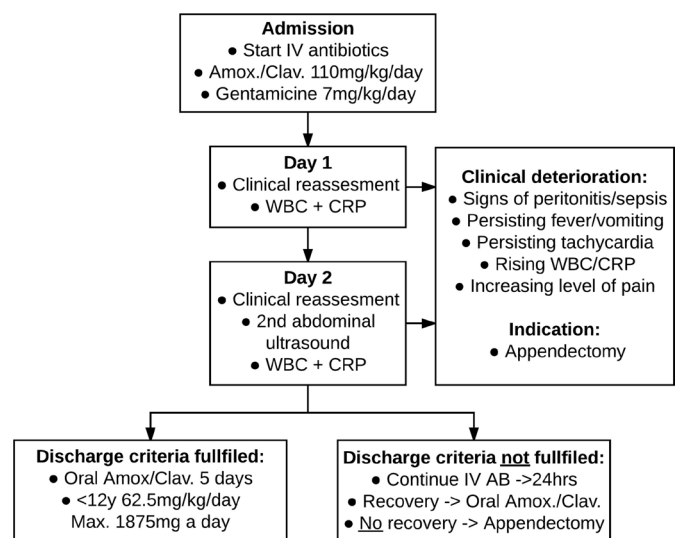 Admission
● Start IV antibiotics
● Amox./Clav. 110mg/kg/day
● Gentamicine 7mg/kg/day
Day 1
● Clinical reassesment
● WBC + CRP
Clinical deterioration:
● Signs of peritonitis/sepsis
● Persisting fever/vomiting
● Persisting tachycardia
● Rising WBC/CRP
● Increasing level of pain
Indication:
● Appendectomy
Day 2
● Clinical reassesment
● 2nd abdominal
ultrasound
● WBC + CRP
Discharge criteria fullfiled:
● Oral Amox/Clav. 5 days
● <12y 62.5mg/kg/day
Max. 1875mg a day
Discharge criteria not fullfiled:
● Continue IV AB ->24hrs
● Recovery -> Oral Amox./Clav.
● No recovery -> Appendectomy